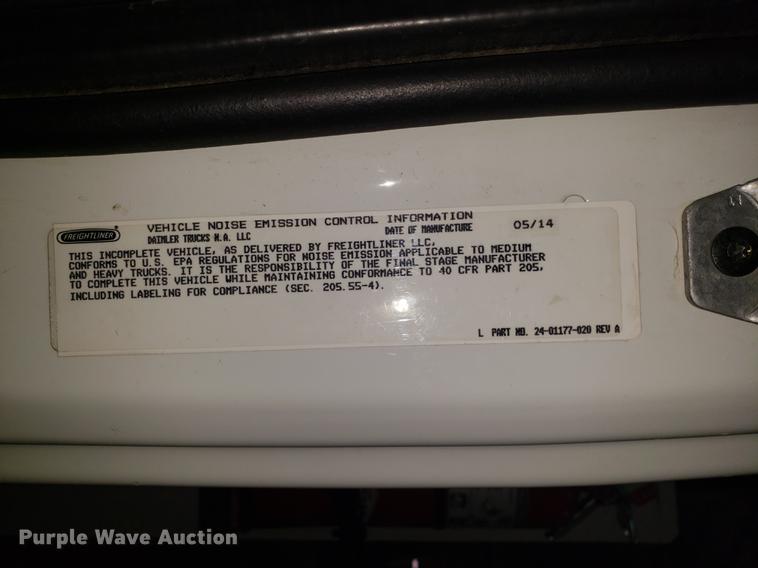 FREIGHTLINER
VEHICLE NOISE EMISSION CONTROL INFORMATION
DAIMLER TRUCKS N.A. LLC DATE OF MANUFACTURE 05/14
THIS INCOMPLETE VEHICLE, AS DELIVERED BY FREIGHTLINER LLC,
CONFORMS TO U.S. EPA REGULATIONS FOR NOISE EMISSION APPLICABLE TO MEDIUM
AND HEAVY TRUCKS. IT IS THE RESPONSIBILITY OF THE FINAL STAGE MANUFACTURER
TO COMPLETE THIS VEHICLE WHILE MAINTAINING CONFORMANCE TO 40 CFR PART 205,
INCLUDING LABELING FOR COMPLIANCE (SEC. 205.55-4).
L PART NO. 24-01177-020 REV A
Purple Wave Auction